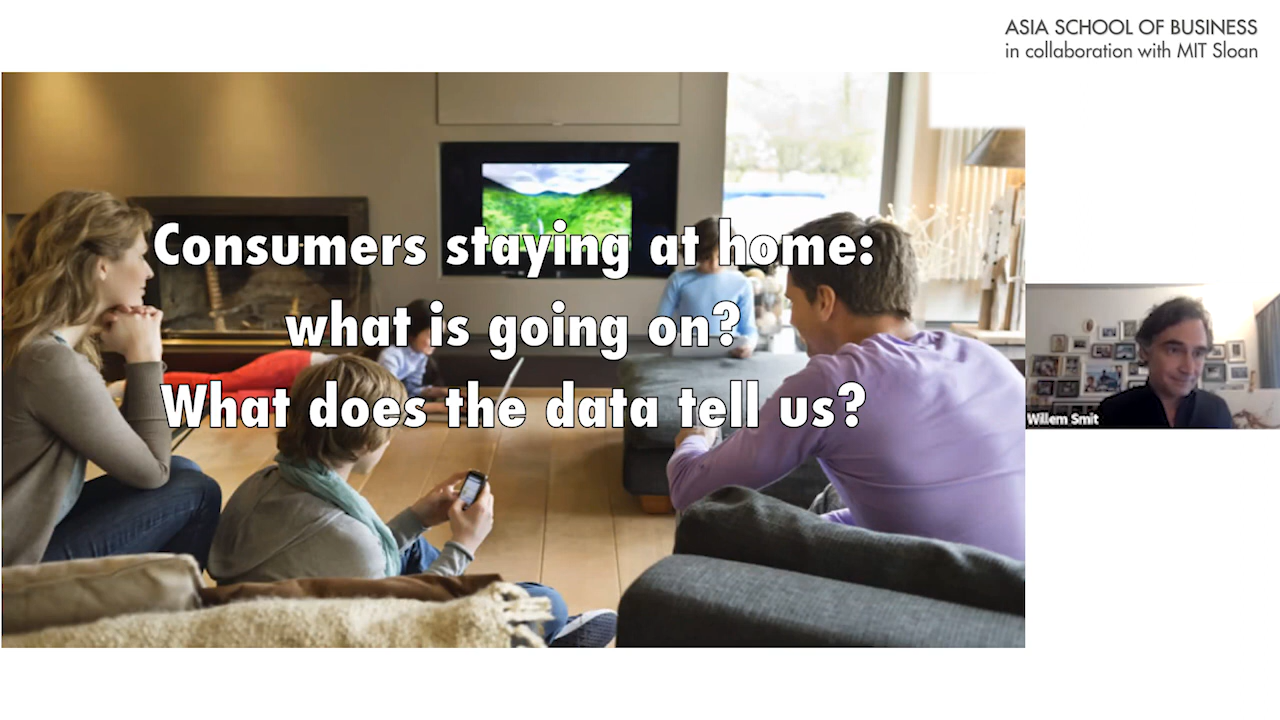 ASIA SCHOOL OF BUSINESS
in collaboration with MIT Sloan
Consumers staying at home:
what is going on?
What does the data tell us?
Willem Smit